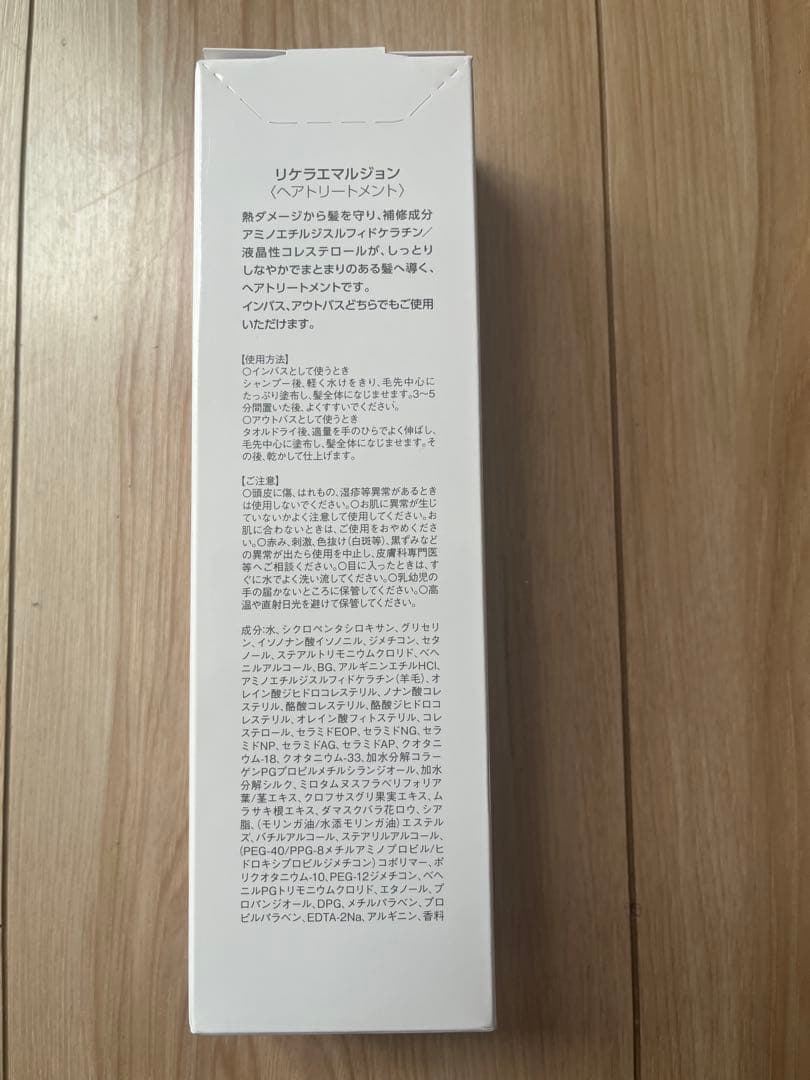 リケラエマルジョン
〈ヘアトリートメント〉
熱ダメージから髪を守り、補修成分
アミノエチルジスルフィドケラチン/
液晶性コレステロールが、しっとり
しなやかでまとまりのある髪へ導く、
ヘアトリートメントです。
インバス、アウトバスどちらでもご使用
いただけます。
【使用方法】
○インバスとして使うとき
シャンプー後、軽く水けをきり、毛先中心に
たっぷり塗布し、髪全体になじませます。3〜5
分間置いた後、よくすすいでください。
○アウトバスとして使うとき
タオルドライ後、適量を手のひらでよく伸ばし、
毛先中心に塗布し、髪全体になじませます。そ
の後、乾かして仕上げます。
【ご注意】
○頭皮に傷、はれもの、湿疹等異常があるとき
は使用しないでください。○お肌に異常が生じ
ていないかよく注意して使用してください。お
肌に合わないときは、ご使用をおやめくださ
い。○赤み、刺激、色抜け(白斑等)、黒ずみなど
の異常が出たら使用を中止し、皮膚科専門医
等へご相談ください。○目に入ったときは、す
ぐに水でよく洗い流してください。○乳幼児の
手の届かないところに保管してください。○高
温や直射日光を避けて保管してください。
成分:水、シクロペンタシロキサン、グリセリ
ン、イソノナン酸イソノニル、ジメチコン、セタ
ノール、ステアルトリモニウムクロリド、ベヘ
ニルアルコール、BG、アルギニンエチルHCl、
アミノエチルジスルフィドケラチン(羊毛)、オ
レイン酸ジヒドロコレステリル、ノナン酸コレ
ステリル、酪酸コレステリル、酪酸ジヒドロコ
レステリル、オレイン酸フィトステリル、コレ
ステロール、セラミドEOP、セラミドNG、セラ
ミドNP、セラミドAG、セラミドAP、クオタニ
ウム-18、クオタニウム-33、加水分解コラー
ゲンPGプロピルメチルシランジオール、加水
分解シルク、ミロタムヌスフラベリフォリア
葉/茎エキス、クロフサスグリ果実エキス、ム
ラサキ根エキス、ダマスクバラ花ロウ、シア
脂、(モリンガ油/水添モリンガ油)エステル
ズ、バチルアルコール、ステアリルアルコール、
(PEG-40/PPG-8メチルアミノプロピル/ヒ
ドロキシプロピルジメチコン)コポリマー、ポ
リクオタニウム-10、PEG-12ジメチコン、ベヘ
ニルPGトリモニウムクロリド、エタノール、プ
ロパンジオール、DPG、メチルパラベン、プロ
ピルパラベン、EDTA-2Na、アルギニン、香料